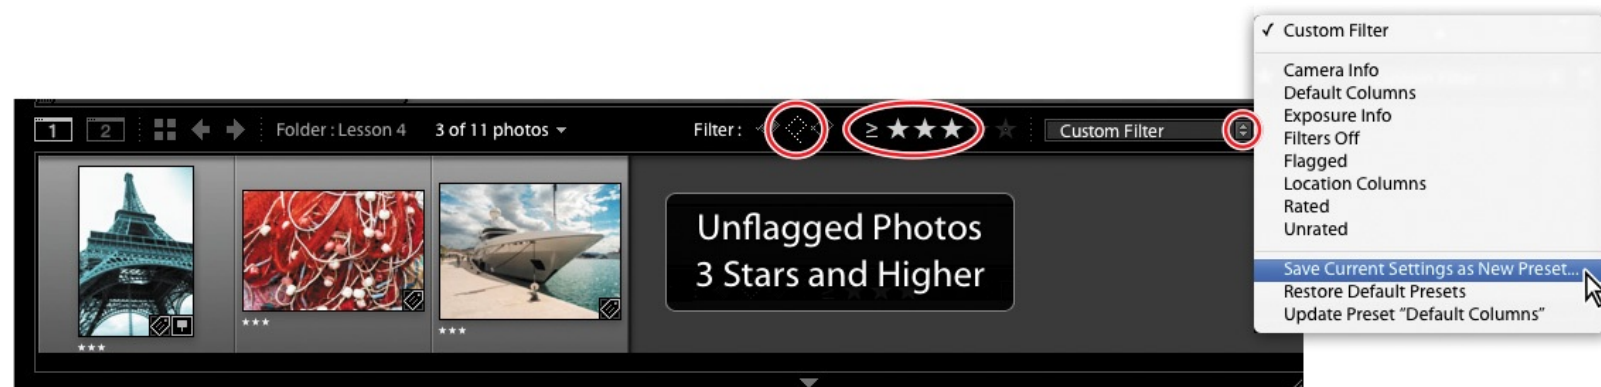 1 2 Folder : Lesson 4 3 of 11 photos Filter : ≥ ★★★ Custom Filter
★★★
★★★
★★★
Unflagged Photos
3 Stars and Higher
✓ Custom Filter
Camera Info
Default Columns
Exposure Info
Filters Off
Flagged
Location Columns
Rated
Unrated
Save Current Settings as New Preset...
Restore Default Presets
Update Preset “Default Columns”